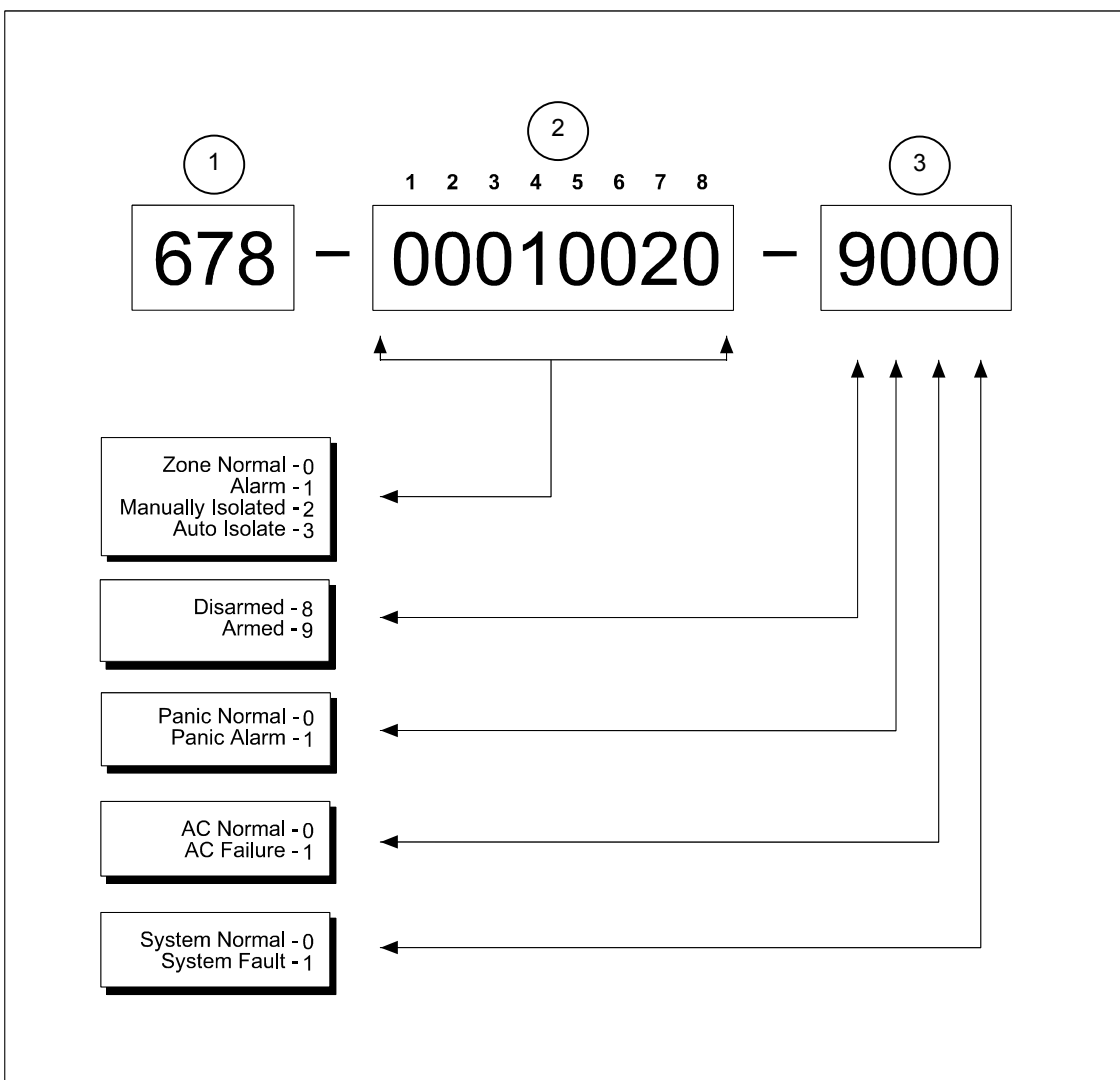 1
2
3
1 2 3 4 5 6 7 8
678 - 00010020 - 9000
Zone Normal - 0
Alarm - 1
Manually Isolated - 2
Auto Isolate - 3
Disarmed - 8
Armed - 9
Panic Normal - 0
Panic Alarm - 1
AC Normal - 0
AC Failure - 1
System Normal - 0
System Fault - 1